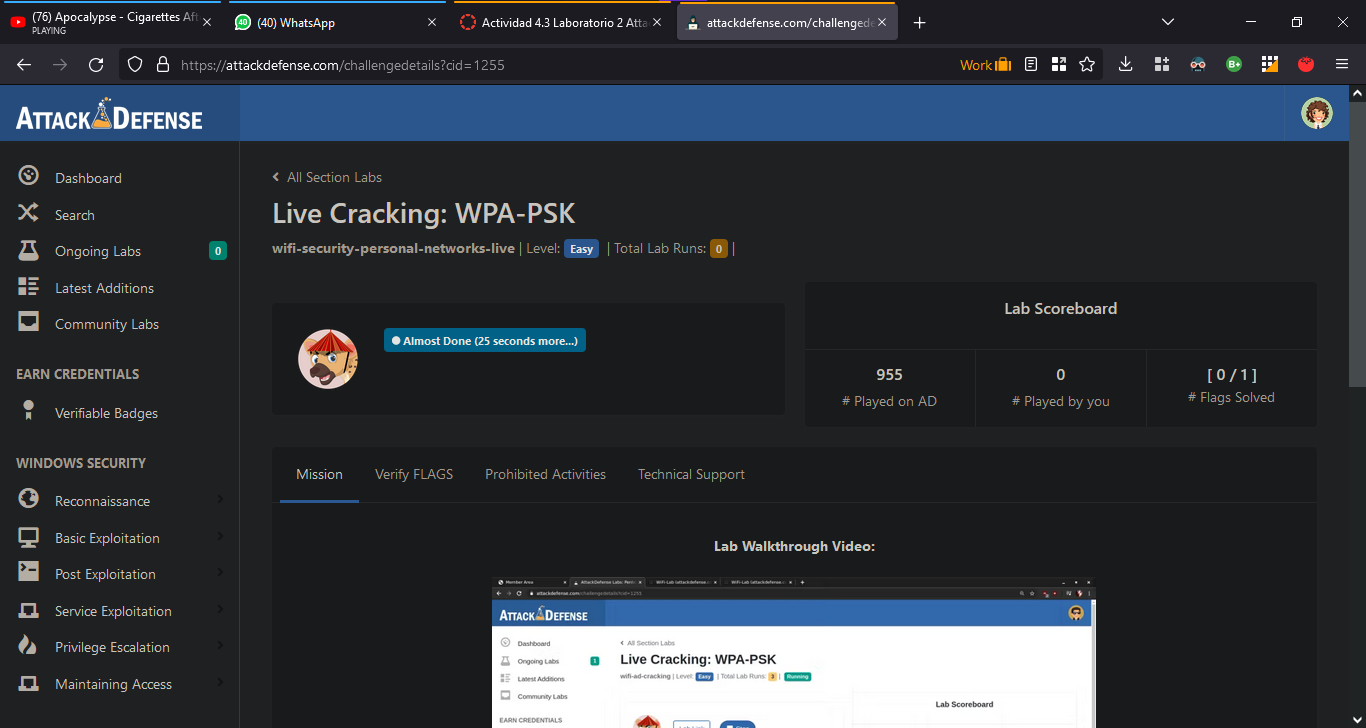 (76) Apocalypse - Cigarettes Aft
PLAYING
(40) WhatsApp
Actividad 4.3 Laboratorio 2 Atta
attackdefense.com/challengede
https://attackdefense.com/challengedetails?cid=1255
Work
ATTACKDEFENSE
Dashboard
Search
Ongoing Labs
0
Latest Additions
Community Labs
EARN CREDENTIALS
Verifiable Badges
WINDOWS SECURITY
Reconnaissance
Basic Exploitation
Post Exploitation
Service Exploitation
Privilege Escalation
Maintaining Access
All Section Labs
Live Cracking: WPA-PSK
wifi-security-personal-networks-live | Level: Easy | Total Lab Runs: 0 |
Almost Done (25 seconds more...)
Lab Scoreboard
955
# Played on AD
0
# Played by you
[ 0 / 1 ]
# Flags Solved
Mission
Verify FLAGS
Prohibited Activities
Technical Support
Lab Walkthrough Video:
Member Area
AttackDefense Labs: Pent
WiFi-Lab (attackdefense.c
WiFi-Lab (attackdefense.c
attackdefense.com/challengedetails?cid=1255
ATTACKDEFENSE
Dashboard
Ongoing Labs
1
Latest Additions
Community Labs
EARN CREDENTIALS
All Section Labs
Live Cracking: WPA-PSK
wifi-ad-cracking | Level: Easy | Total Lab Runs: 3 | Running
Lab Scoreboard